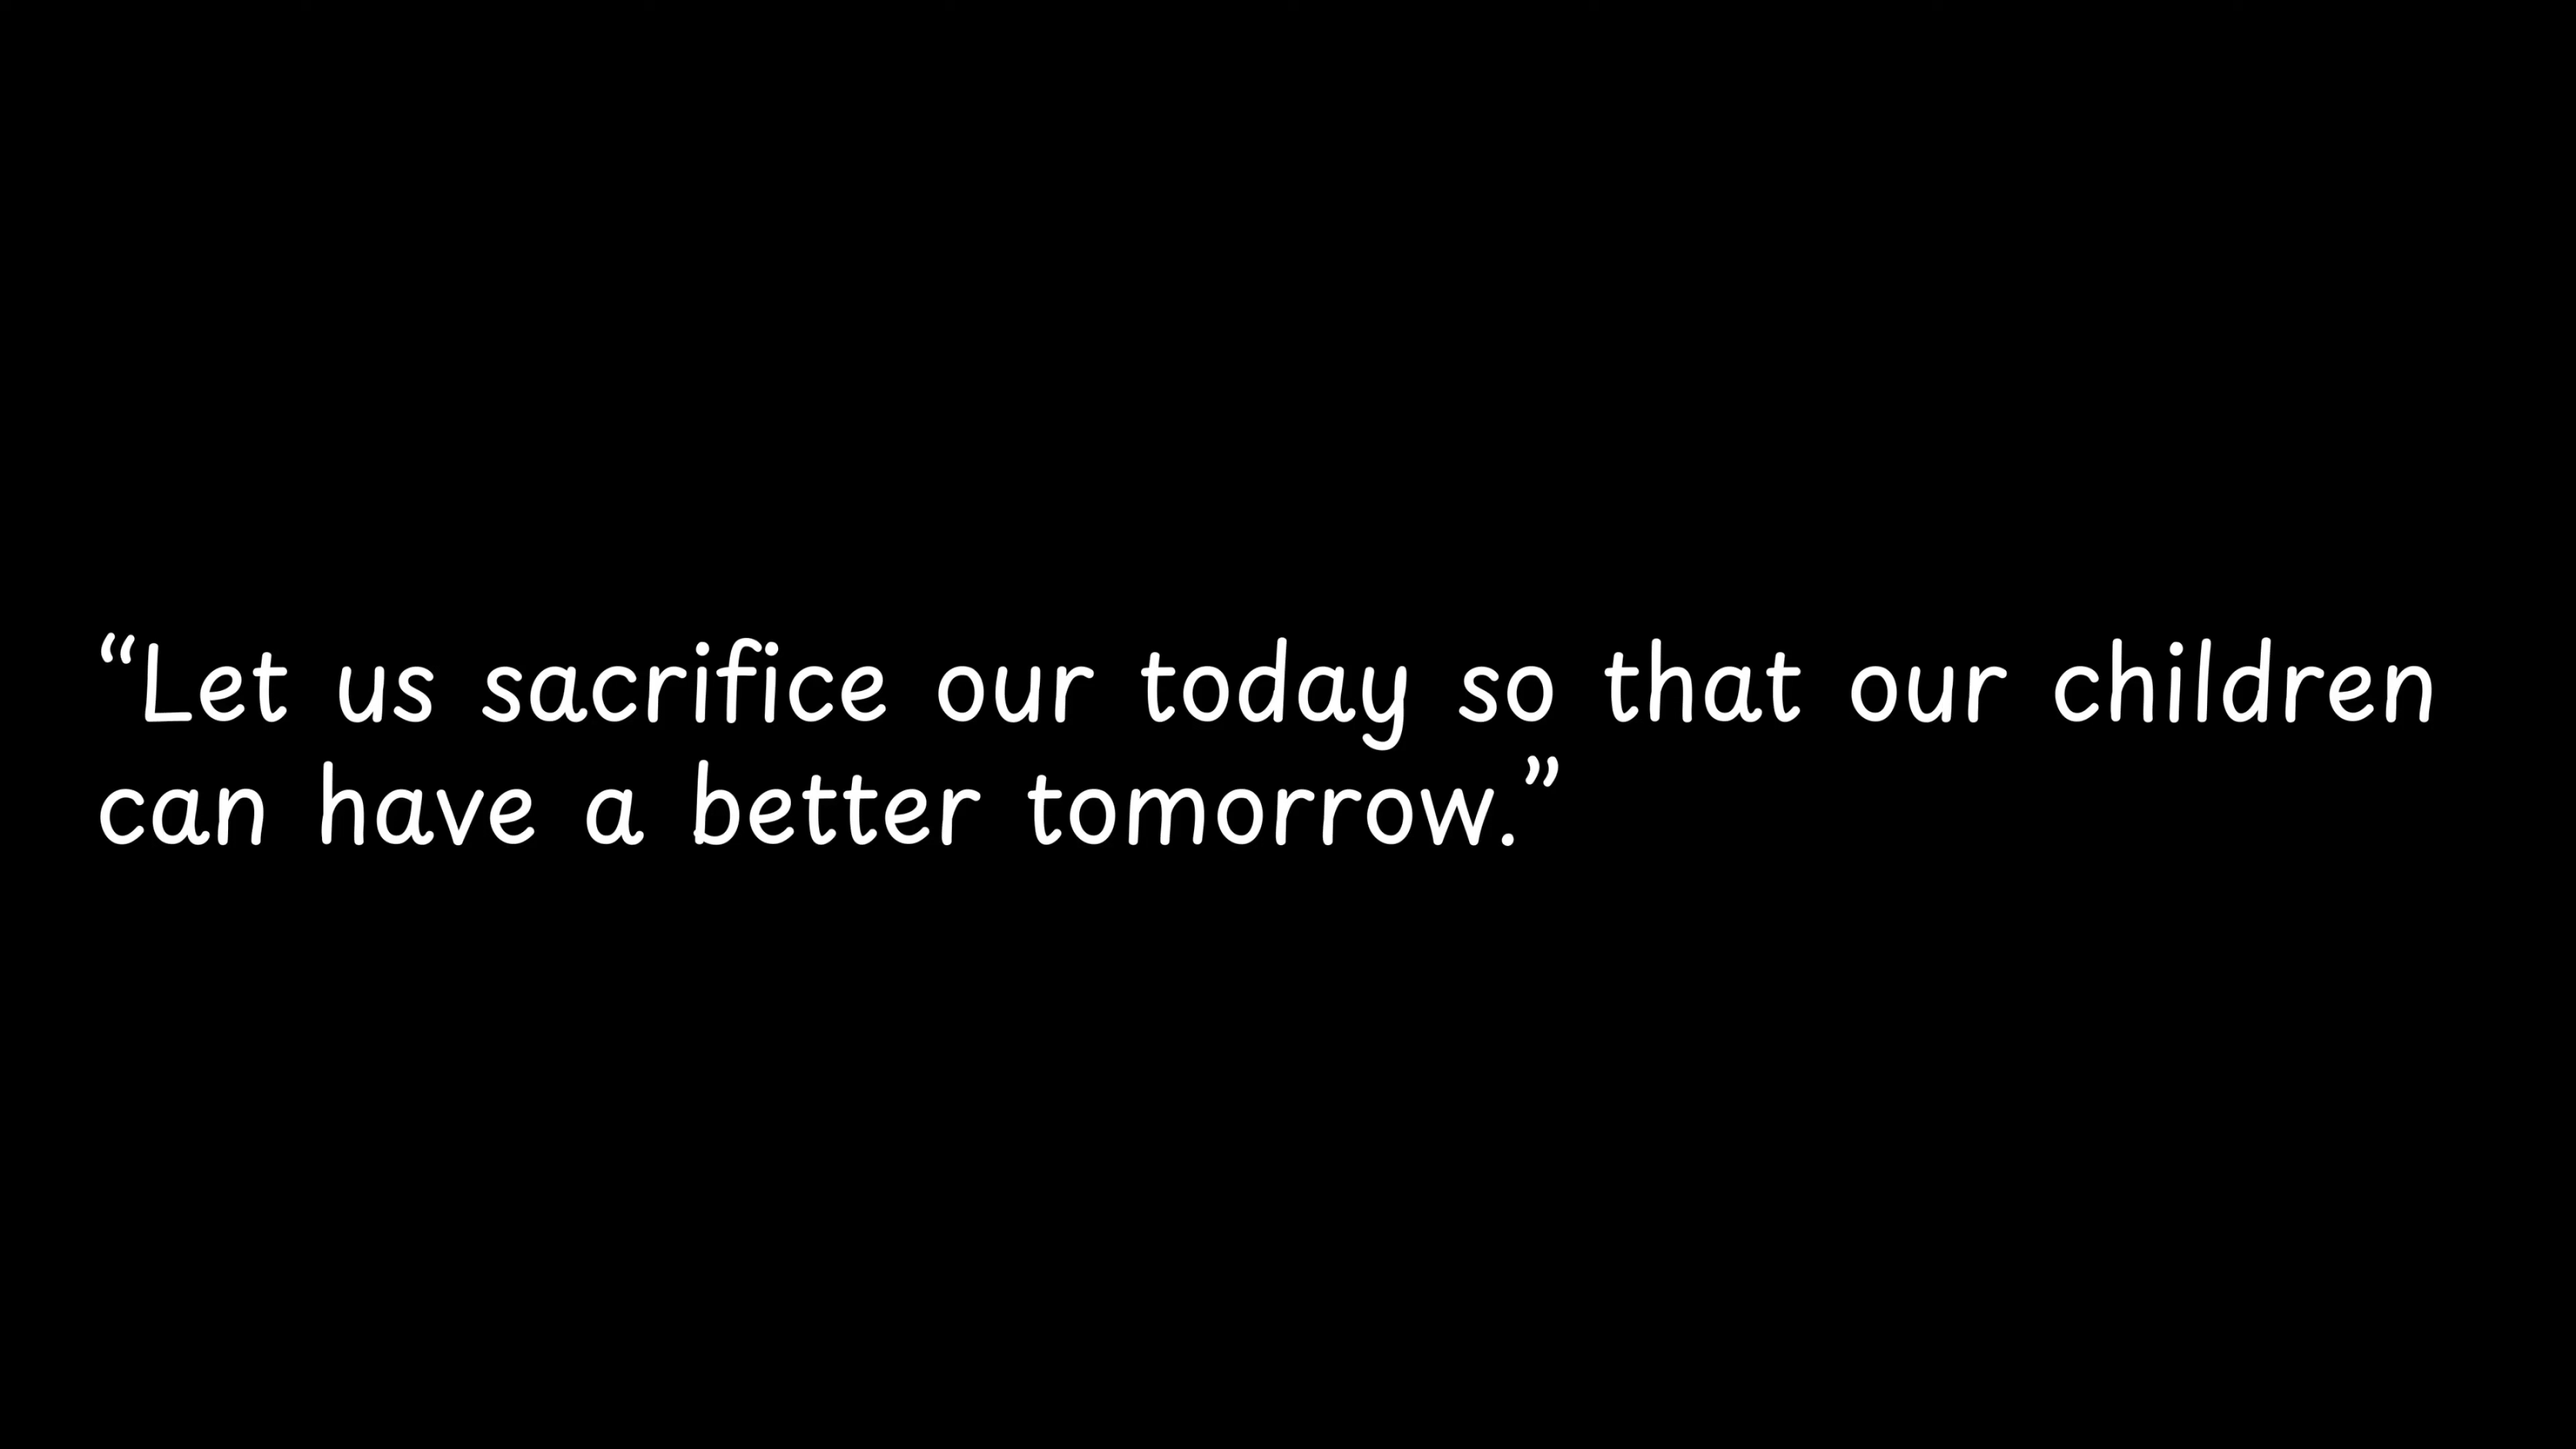 “Let us sacrifice our today so that our children
can have a better tomorrow.”